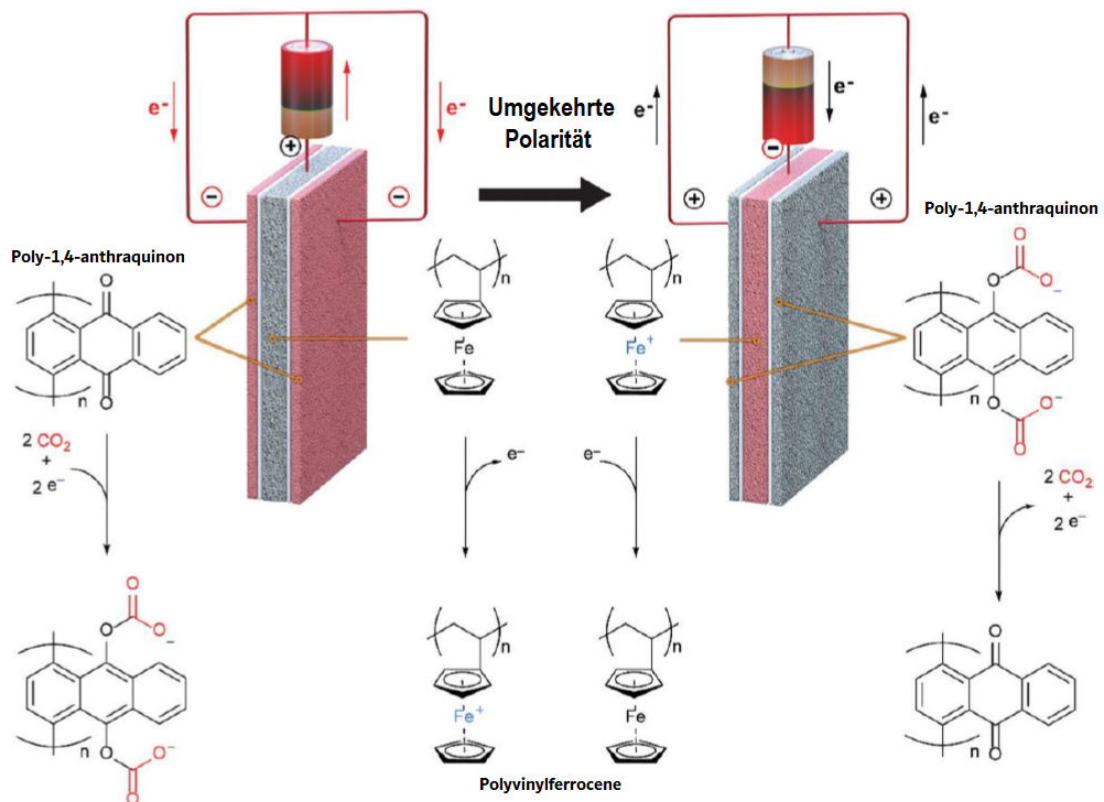 e-
e-
+
−
−
Umgekehrte
Polarität
e-
e-
e-
−
+
+
Poly-1,4-anthraquinon
O
O
n
2 CO₂
+
2 e⁻
n
Fe
e⁻
n
Fe⁺
e⁻
Poly-1,4-anthraquinon
O
O⁻
O
n
O
O⁻
O
2 CO₂
+
2 e⁻
O
O⁻
O
n
O
O⁻
O
n
Fe⁺
n
Fe
Polyvinylferrocene
O
O
n